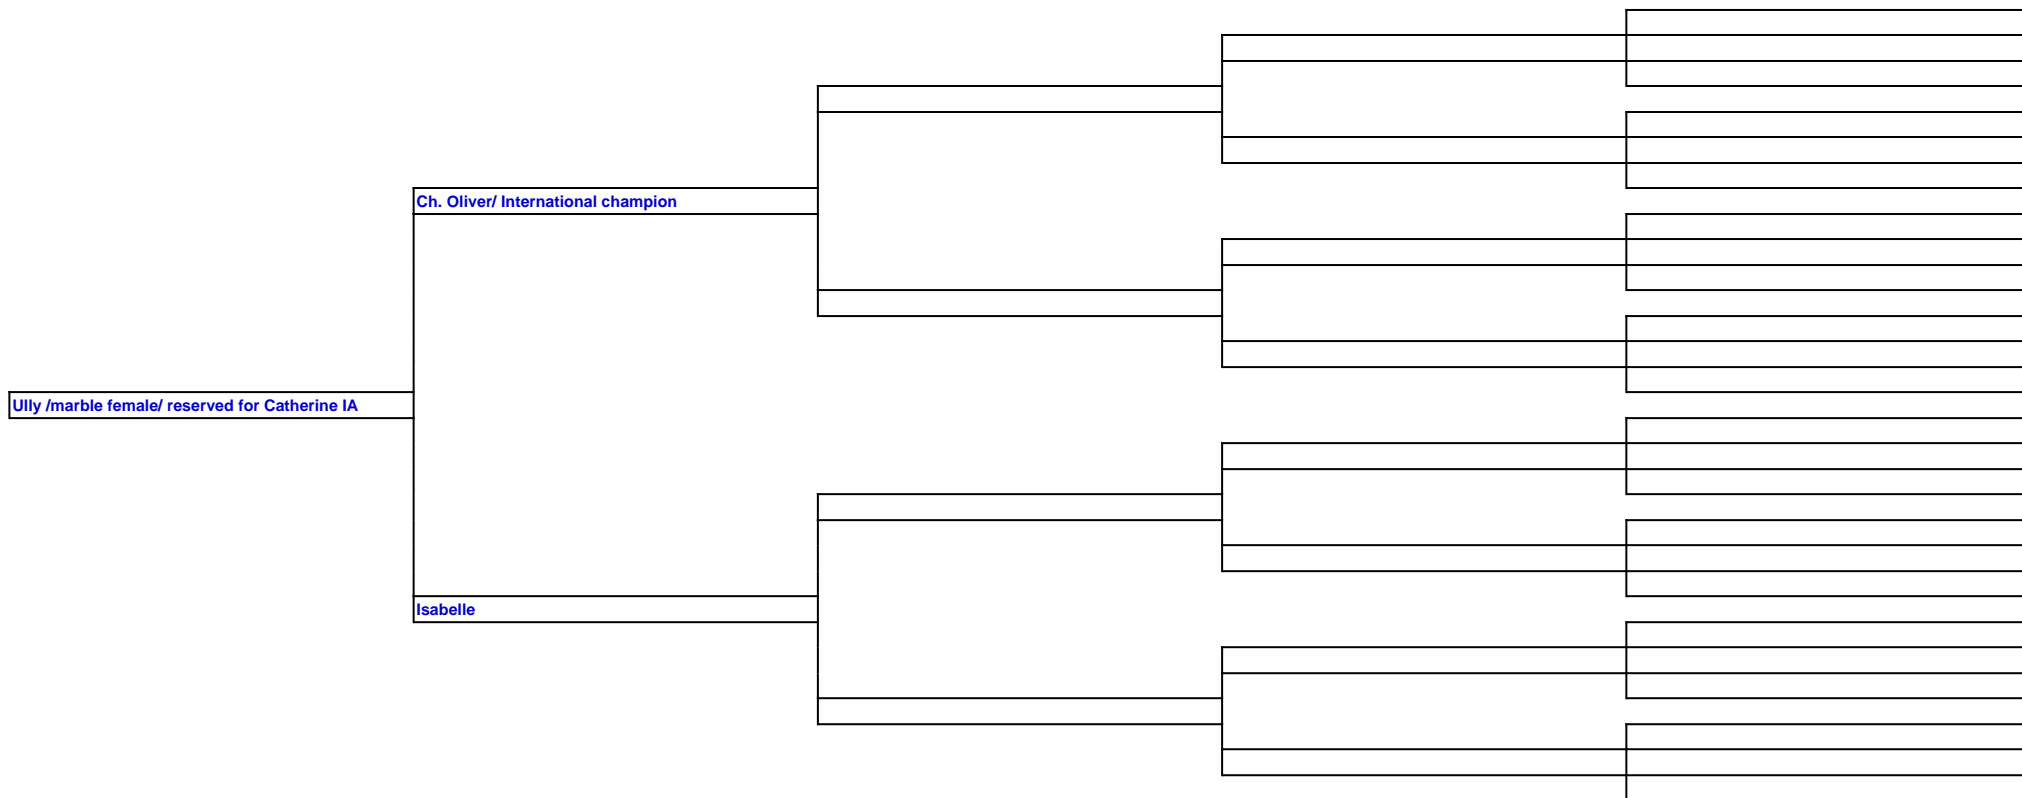 Ch. Oliver/ International champion
Ully /marble female/ reserved for Catherine IA
Isabelle